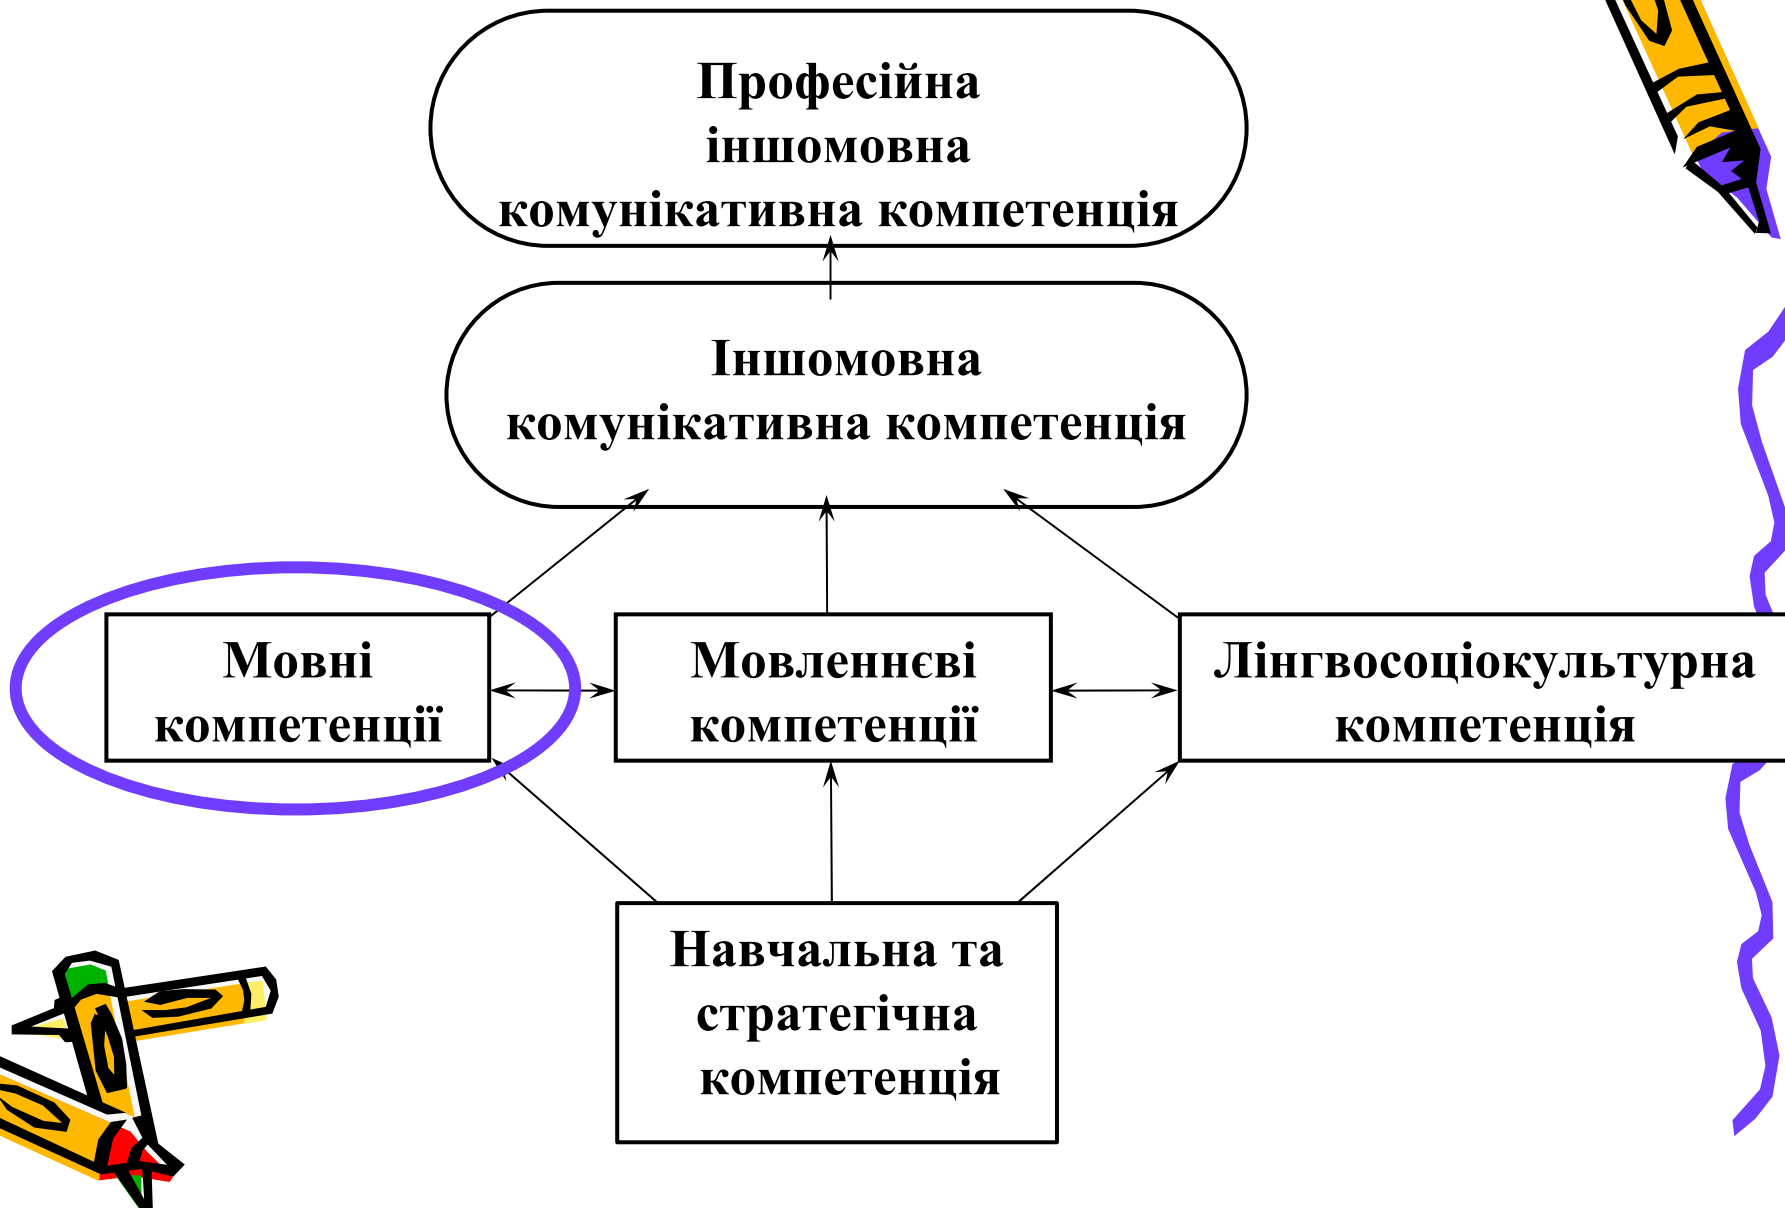 Професійна
іншомовна
комунікативна компетенція
Іншомовна
комунікативна компетенція
Мовні
компетенції
Мовленнєві
компетенції
Лінгвосоціокультурна
компетенція
Навчальна та
стратегічна
компетенція